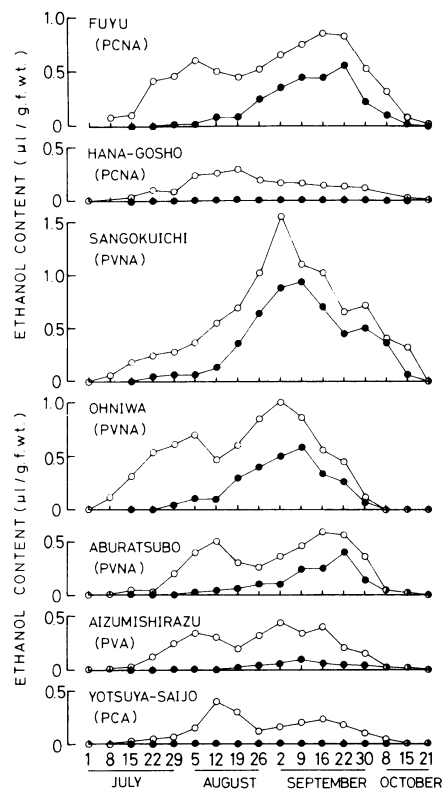 ETHANOL CONTENT (µl / g.f.wt.)
FUYU
(PCNA)
1.0
0.5
0
HANA-GOSHO
(PCNA)
0.5
0
SANGOKUICHI
(PVNA)
1.5
1.0
0.5
0
ETHANOL CONTENT (µl / g.f.wt.)
OHNIWA
(PVNA)
1.0
0.5
0
ABURATSUBO
(PVNA)
0.5
0
AIZUMISHIRAZU
(PVA)
0.5
0
YOTSUYA-SAIJO
(PCA)
0.5
0
1 8 15 22 29 5 12 19 26 2 9 16 22 30 8 15 21
JULY AUGUST SEPTEMBER OCTOBER